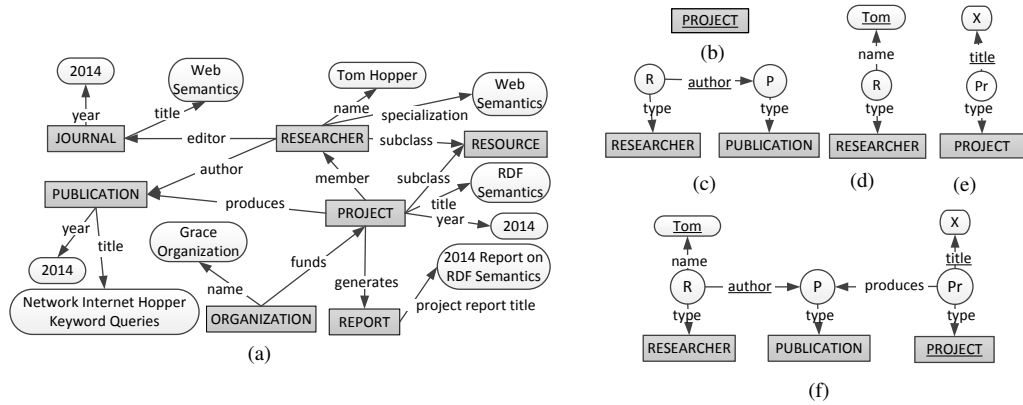 2014
Web
Semantics
Tom Hopper
Web
Semantics
year
title
name
specialization
JOURNAL
editor
RESEARCHER
subclass
RESOURCE
author
member
subclass
PUBLICATION
produces
PROJECT
title
RDF
Semantics
year
2014
year
title
Grace
Organization
funds
generates
2014 Report on
RDF Semantics
2014
name
project report title
Network Internet Hopper
Keyword Queries
ORGANIZATION
REPORT
(a)
PROJECT
(b)
R
author
P
type
type
RESEARCHER
PUBLICATION
(c)
Tom
name
R
type
RESEARCHER
(d)
X
title
Pr
type
PROJECT
(e)
Tom
X
name
title
R
author
P
produces
Pr
type
type
type
RESEARCHER
PUBLICATION
PROJECT
(f)